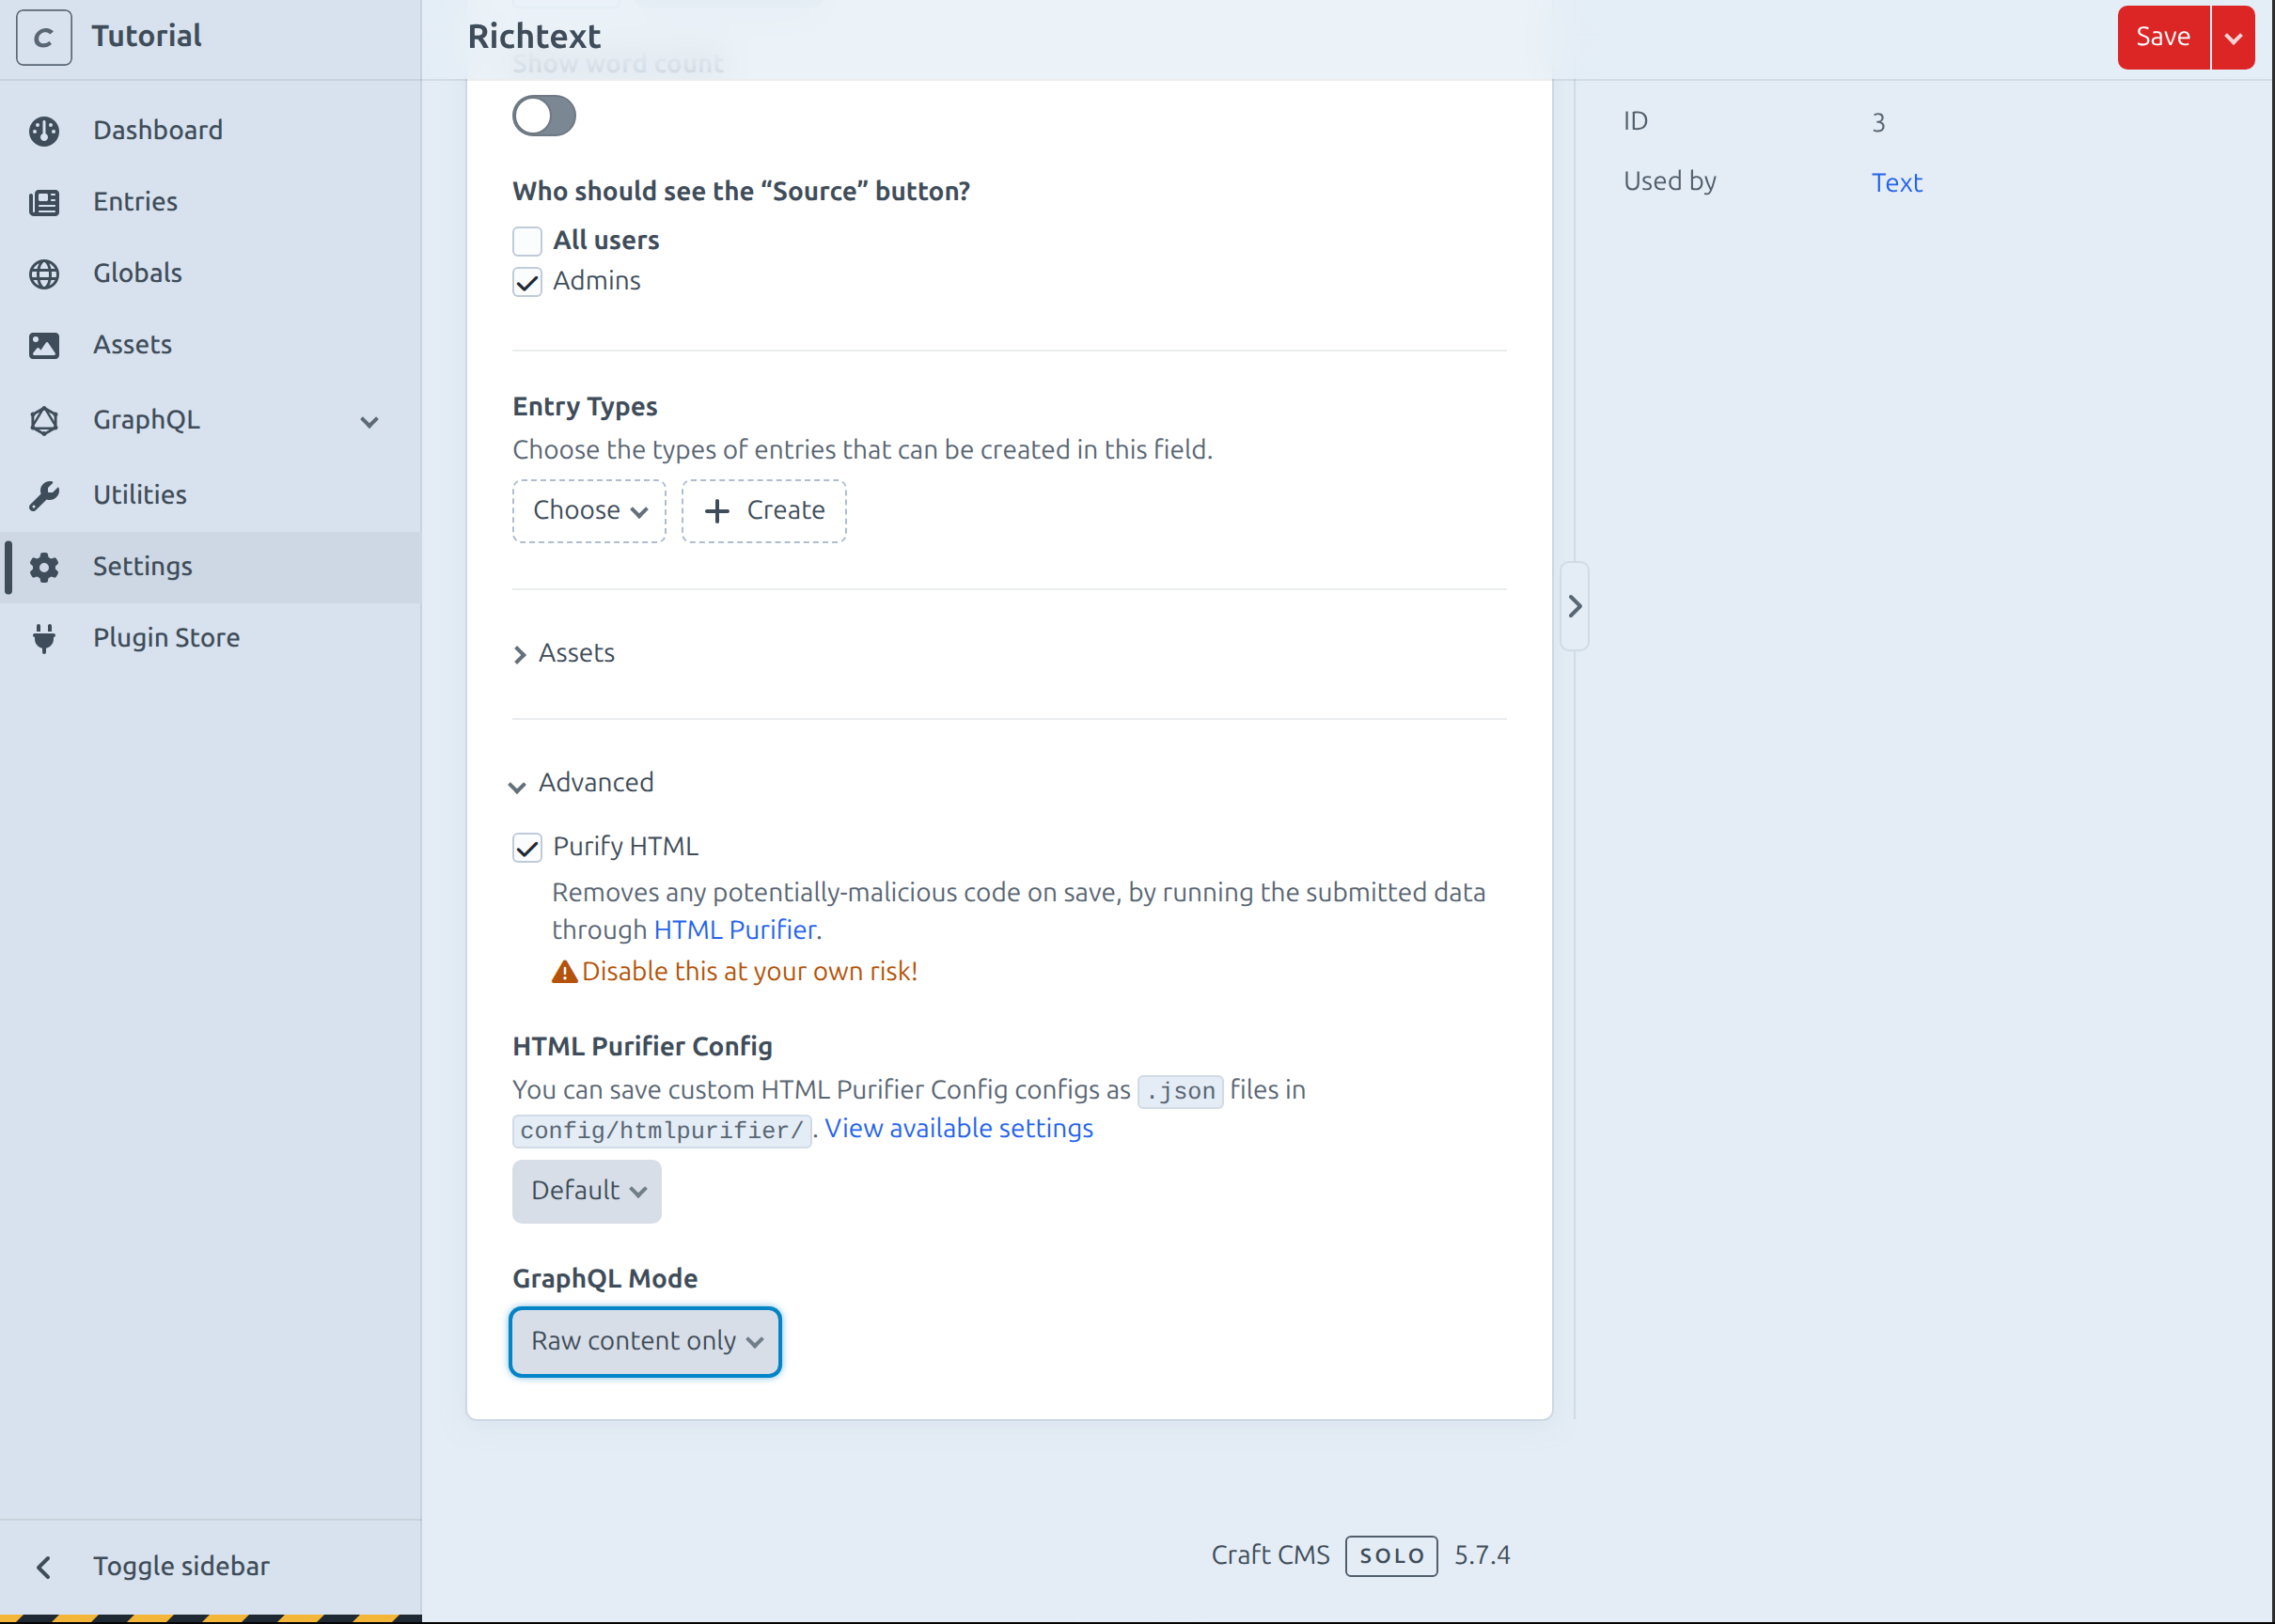 C Tutorial
Richtext
Save
Show word count
Dashboard
Entries
Globals
Assets
GraphQL
Utilities
Settings
Plugin Store
Who should see the “Source” button?
All users
Admins
Entry Types
Choose the types of entries that can be created in this field.
Choose
Create
Assets
Advanced
Purify HTML
Removes any potentially-malicious code on save, by running the submitted data
through HTML Purifier.
Disable this at your own risk!
HTML Purifier Config
You can save custom HTML Purifier Config configs as .json files in
config/htmlpurifier/. View available settings
Default
GraphQL Mode
Raw content only
ID 3
Used by Text
Toggle sidebar
Craft CMS SOLO 5.7.4